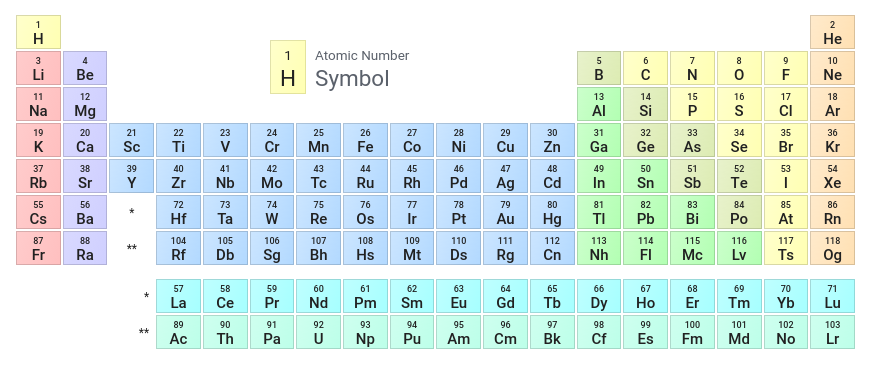 1 2
H He
3 4 1 Atomic Number 5 6 7 8 9 10
Li Be H Symbol B C N O F Ne
11 12 13 14 15 16 17 18
Na Mg Al Si P S Cl Ar
19 20 21 22 23 24 25 26 27 28 29 30 31 32 33 34 35 36
K Ca Sc Ti V Cr Mn Fe Co Ni Cu Zn Ga Ge As Se Br Kr
37 38 39 40 41 42 43 44 45 46 47 48 49 50 51 52 53 54
Rb Sr Y Zr Nb Mo Tc Ru Rh Pd Ag Cd In Sn Sb Te I Xe
55 56 * 72 73 74 75 76 77 78 79 80 81 82 83 84 85 86
Cs Ba Hf Ta W Re Os Ir Pt Au Hg Tl Pb Bi Po At Rn
87 88 ** 104 105 106 107 108 109 110 111 112 113 114 115 116 117 118
Fr Ra Rf Db Sg Bh Hs Mt Ds Rg Cn Nh Fl Mc Lv Ts Og
* 57 58 59 60 61 62 63 64 65 66 67 68 69 70 71
La Ce Pr Nd Pm Sm Eu Gd Tb Dy Ho Er Tm Yb Lu
** 89 90 91 92 93 94 95 96 97 98 99 100 101 102 103
Ac Th Pa U Np Pu Am Cm Bk Cf Es Fm Md No Lr